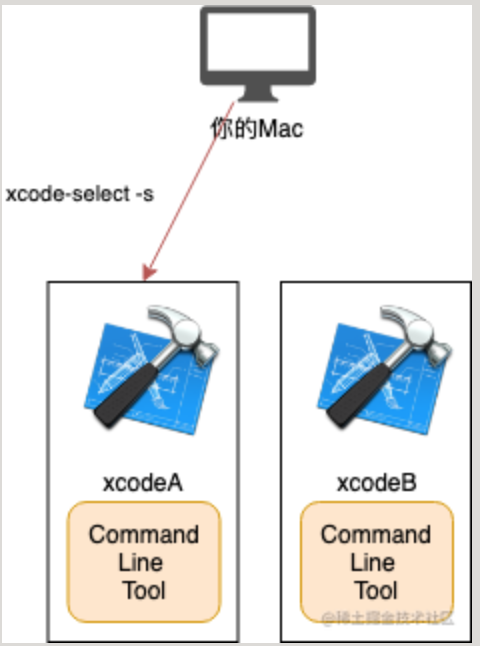 你的Mac
xcode-select -s
xcodeA
xcodeB
Command
Line
Tool
Command
Line
Tool
@稀土掘金技术社区